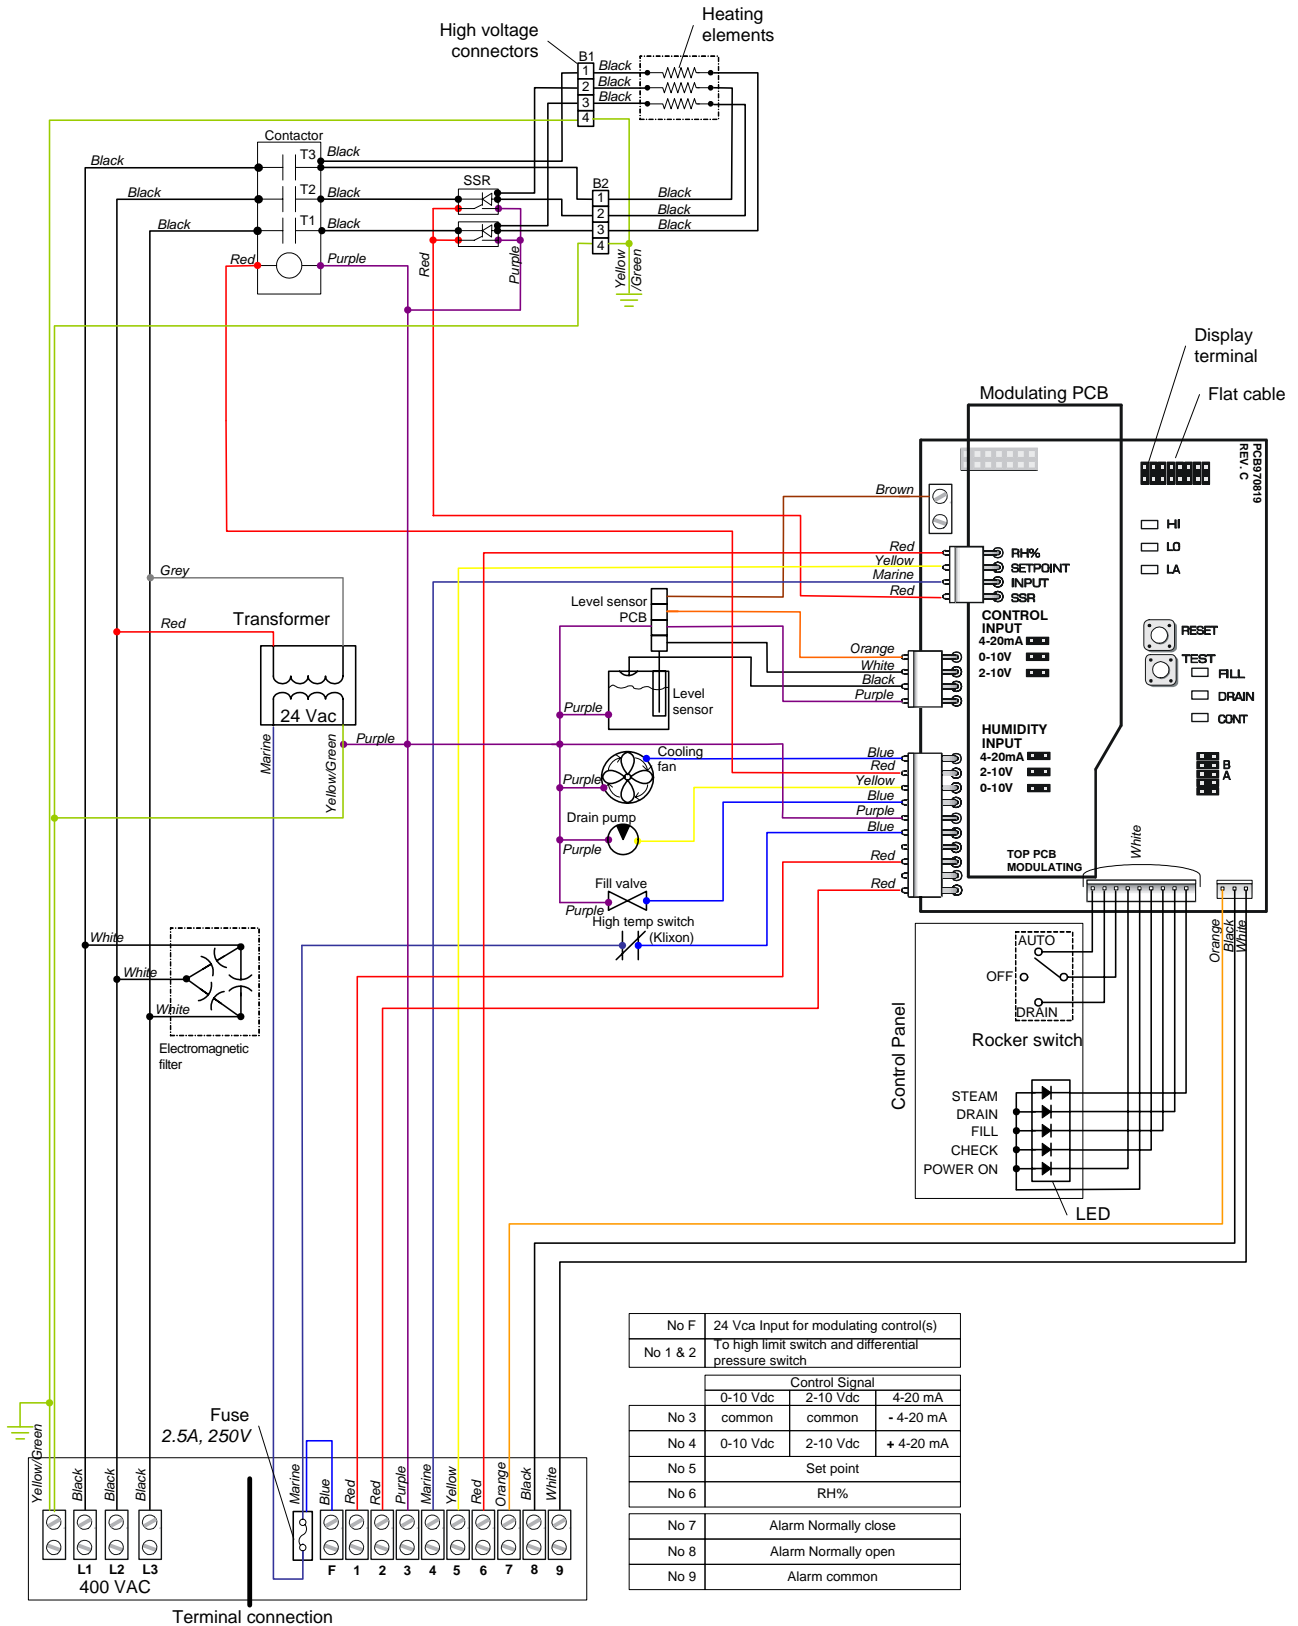 Heating
elements
High voltage
connectors
B1
1
2
3
4
Black
Black
Black
Contactor
T3
T2
T1
Black
Black
Black
Black
Black
Black
Red
Purple
SSR
Red
Purple
B2
1
2
3
4
Black
Black
Black
Yellow
/Green
Display
terminal
Flat cable
Modulating PCB
PCB970819
REV. C
HI
LO
LA
RESET
TEST
FILL
DRAIN
CONT
B
A
Brown
Red
Yellow
Marine
Red
RH%
SETPOINT
INPUT
SSR
CONTROL
INPUT
4-20mA
0-10V
2-10V
HUMIDITY
INPUT
4-20mA
2-10V
0-10V
TOP PCB
MODULATING
White
Grey
Red
Transformer
24 Vac
Marine
Yellow/Green
Purple
Level sensor
PCB
Orange
White
Black
Purple
Level
sensor
Purple
Cooling
fan
Purple
Drain pump
Purple
Fill valve
Purple
High temp switch
(Klixon)
Blue
Red
Yellow
Blue
Purple
Blue
Red
Red
White
White
White
Electromagnetic
filter
Orange
Black
White
AUTO
OFF
DRAIN
Rocker switch
Control Panel
STEAM
DRAIN
FILL
CHECK
POWER ON
LED
No F 24 Vca Input for modulating control(s)
No 1 & 2 To high limit switch and differential
pressure switch
Control Signal
0-10 Vdc 2-10 Vdc 4-20 mA
No 3 common common - 4-20 mA
No 4 0-10 Vdc 2-10 Vdc + 4-20 mA
No 5 Set point
No 6 RH%
No 7 Alarm Normally close
No 8 Alarm Normally open
No 9 Alarm common
Fuse
2.5A, 250V
Yellow/Green
Black
Black
Black
Marine
Blue
Red
Red
Purple
Marine
Yellow
Red
Orange
Black
White
L1 L2 L3
F 1 2 3 4 5 6 7 8 9
400 VAC
Terminal connection